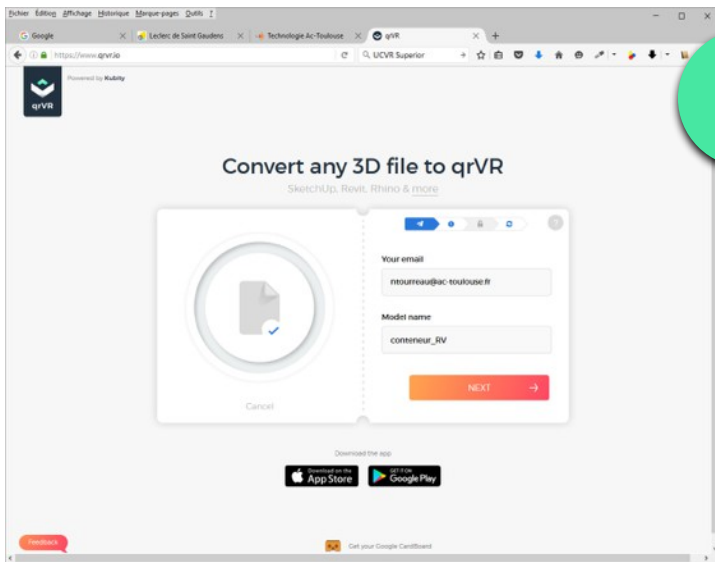 Fichier Édition Affichage Historique Marque-pages Outils ?
Google
Leclerc de Saint Gaudens
Technologie Ac-Toulouse
qrVR
https://www.qrvr.io
UCVR Superior
qrVR
Powered by Kubity
Convert any 3D file to qrVR
SketchUp, Revit, Rhino & more
Your email
ntourreau@ac-toulouse.fr
Model name
conteneur_RV
NEXT
Cancel
Download the app
Download on the
App Store
GET IT ON
Google Play
Feedback
Get your Google CardBoard